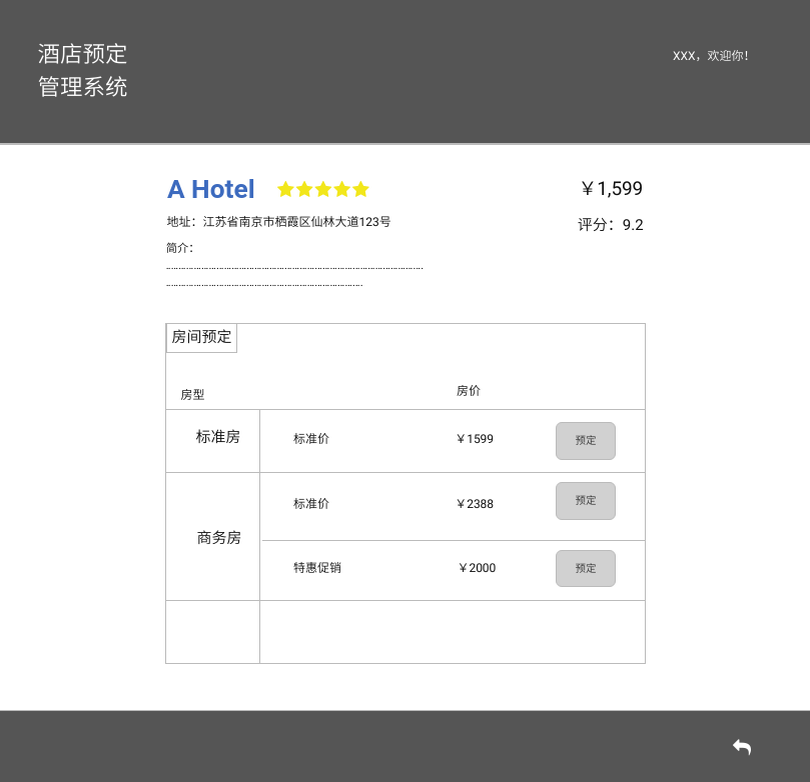 酒店预定
管理系统
XXX，欢迎你！
A Hotel
￥1,599
地址：江苏省南京市栖霞区仙林大道123号
评分：9.2
简介：
房间预定
房型
房价
标准房
标准价
￥1599
预定
标准价
￥2388
预定
商务房
特惠促销
￥2000
预定